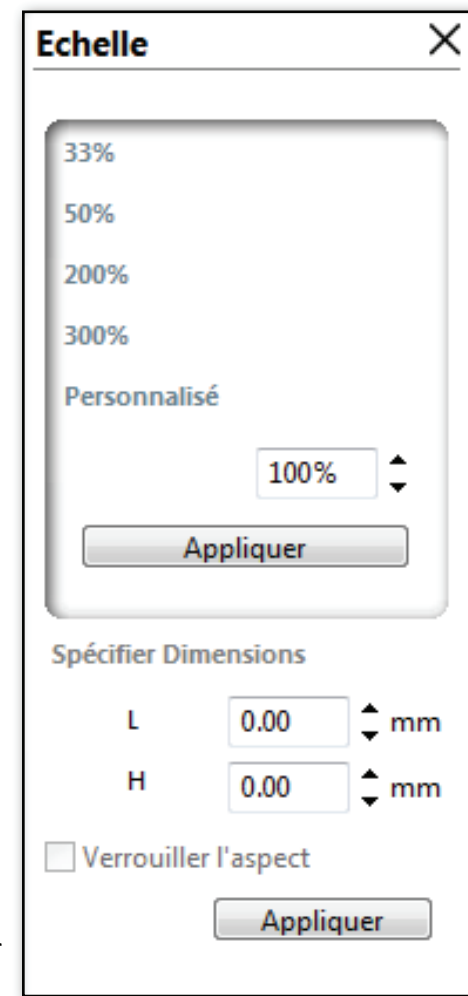 Echelle
33%
50%
200%
300%
Personnalisé
100%
Appliquer
Spécifier Dimensions
L 0.00 mm
H 0.00 mm
Verrouiller l'aspect
Appliquer